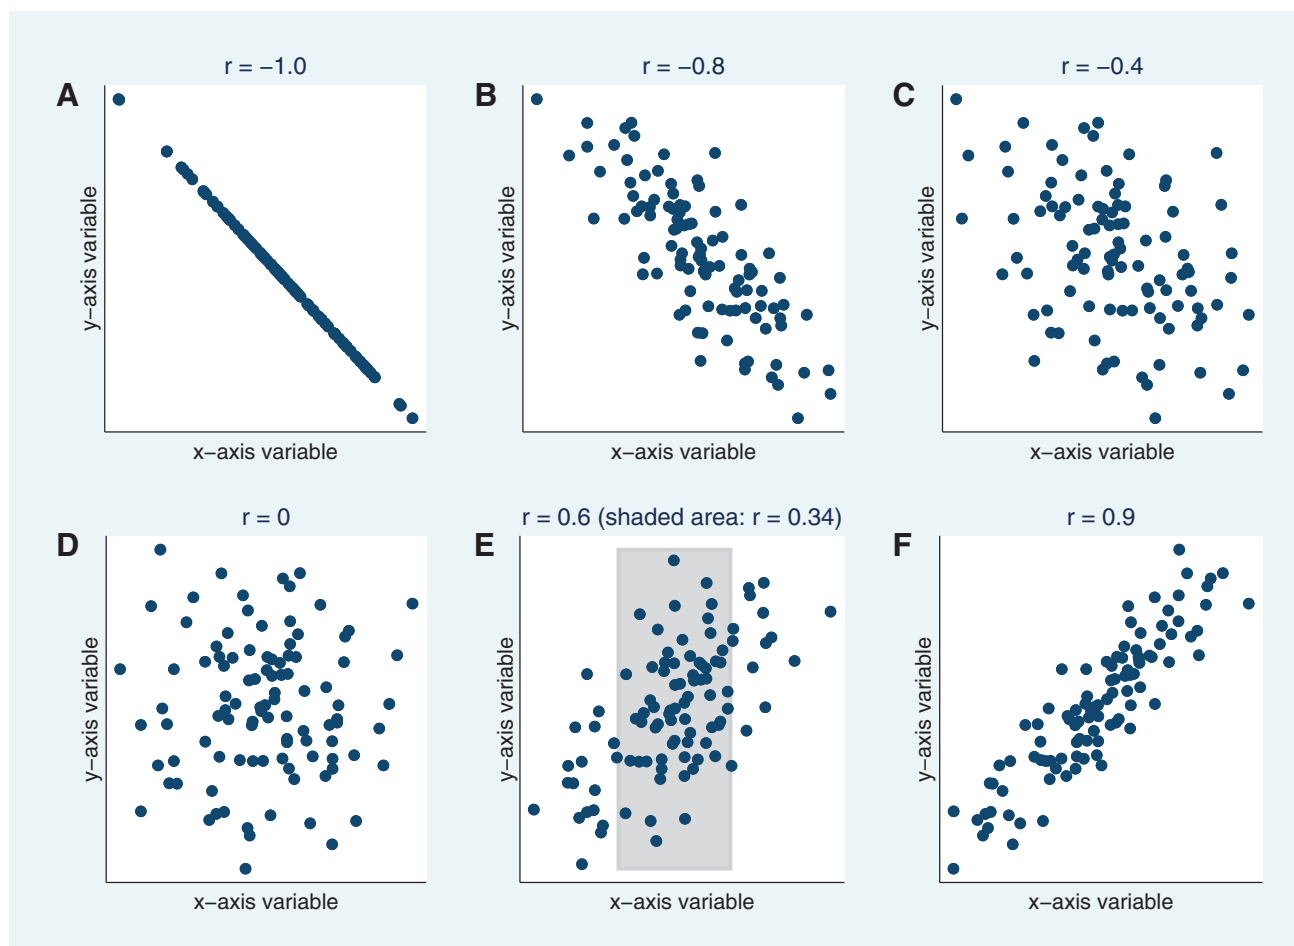 r = −1.0
A
y−axis variable
x−axis variable
r = −0.8
B
y−axis variable
x−axis variable
r = −0.4
C
y−axis variable
x−axis variable
r = 0
D
y−axis variable
x−axis variable
r = 0.6 (shaded area: r = 0.34)
E
y−axis variable
x−axis variable
r = 0.9
F
y−axis variable
x−axis variable